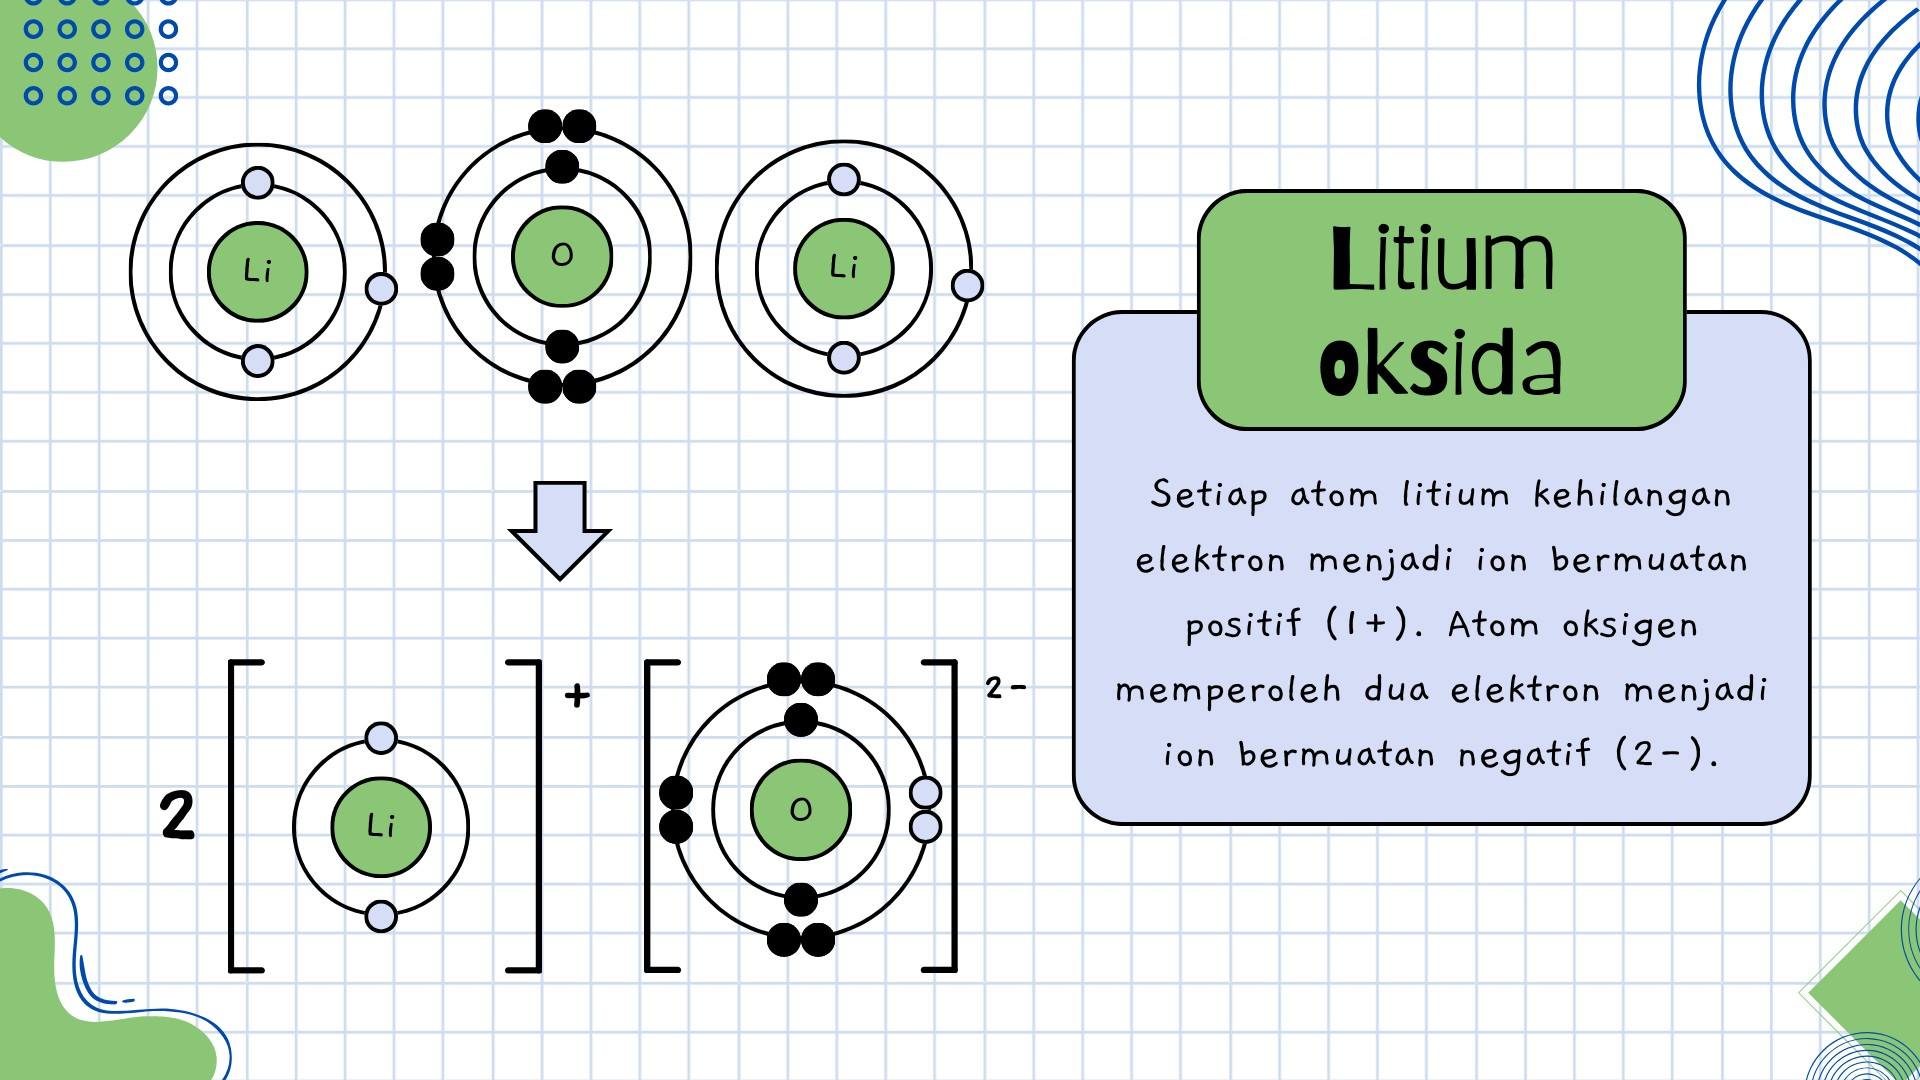 Li
O
Li
Litium
oksida
Setiap atom litium kehilangan
elektron menjadi ion bermuatan
positif (1+). Atom oksigen
memperoleh dua elektron menjadi
ion bermuatan negatif (2-).
2
Li
+
O
2-